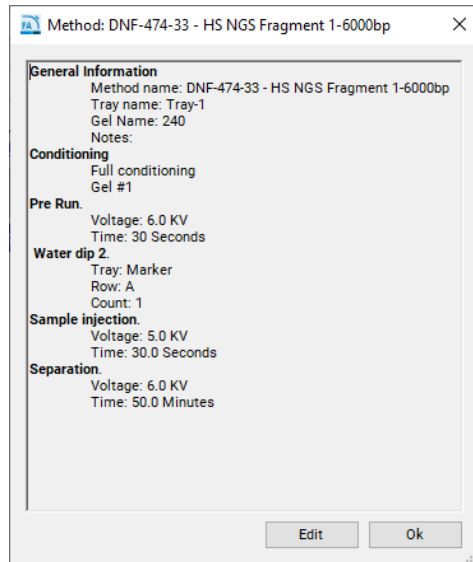 FA Method: DNF-474-33 - HS NGS Fragment 1-6000bp
General Information
Method name: DNF-474-33 - HS NGS Fragment 1-6000bp
Tray name: Tray-1
Gel Name: 240
Notes:
Conditioning
Full conditioning
Gel #1
Pre Run.
Voltage: 6.0 KV
Time: 30 Seconds
Water dip 2.
Tray: Marker
Row: A
Count: 1
Sample injection.
Voltage: 5.0 KV
Time: 30.0 Seconds
Separation.
Voltage: 6.0 KV
Time: 50.0 Minutes
Edit Ok